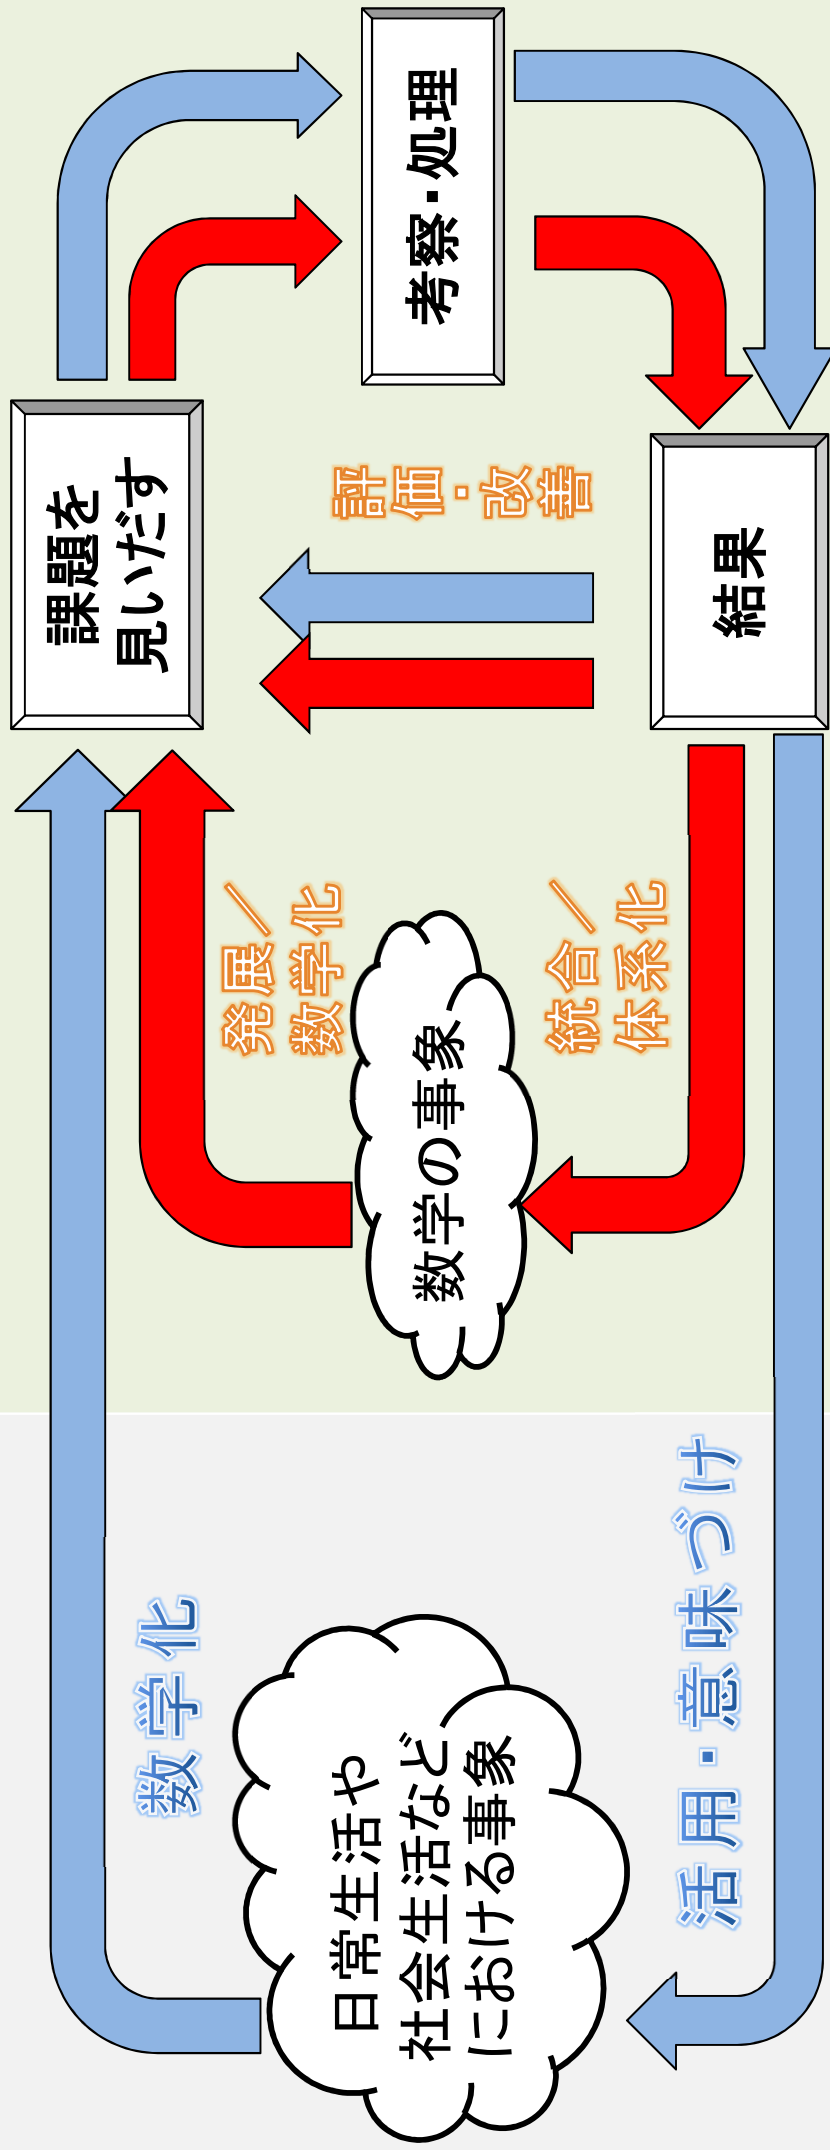 数学化
日常生活や
社会生活など
における事象
活用・意味づけ
発展／
数学化
数学の事象
統合／
体系化
課題を
見いだす
評価・改善
結果
考察・処理